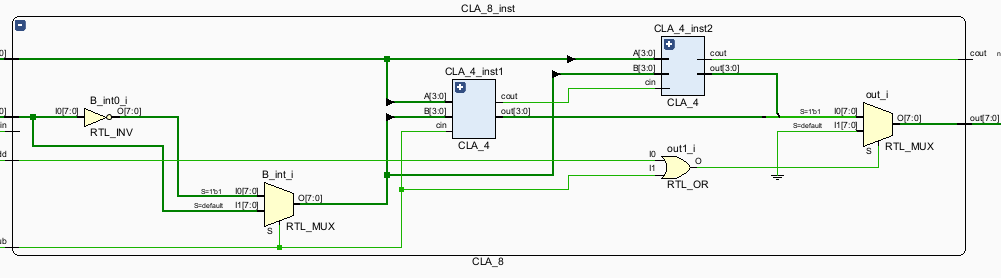 CLA_8_inst
CLA_4_inst2
A[3:0]
B[3:0]
cin
cout
out[3:0]
CLA_4
cout
CLA_4_inst1
A[3:0]
B[3:0]
cin
cout
out[3:0]
CLA_4
B_int0_i
I0[7:0]
O[7:0]
RTL_INV
out_i
S=1'b1
I0[7:0]
S=default
I1[7:0]
O[7:0]
S
RTL_MUX
out[7:0]
out1_i
I0
I1
O
RTL_OR
B_int_i
S=1'b1
I0[7:0]
S=default
I1[7:0]
O[7:0]
S
RTL_MUX
CLA_8